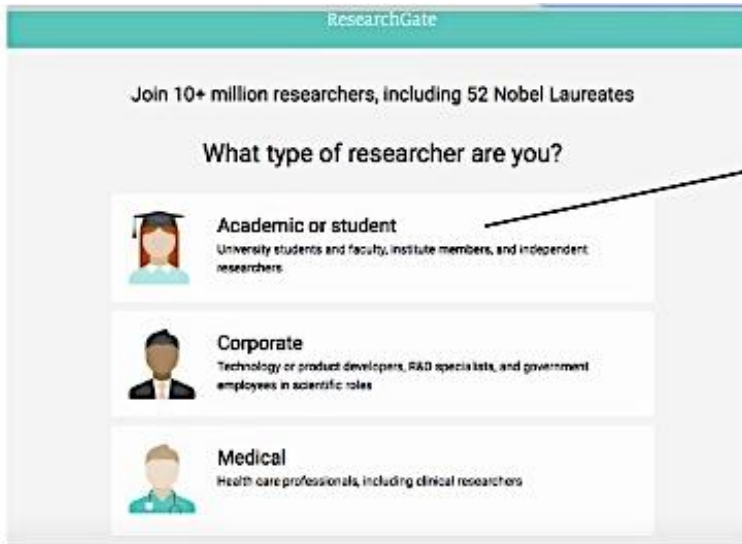 ResearchGate
Join 10+ million researchers, including 52 Nobel Laureates
What type of researcher are you?
Academic or student
University students and faculty, institute members, and independent
researchers
Corporate
Technology or product developers, R&D specialists, and government
employees in scientific roles
Medical
Health care professionals, including clinical researchers